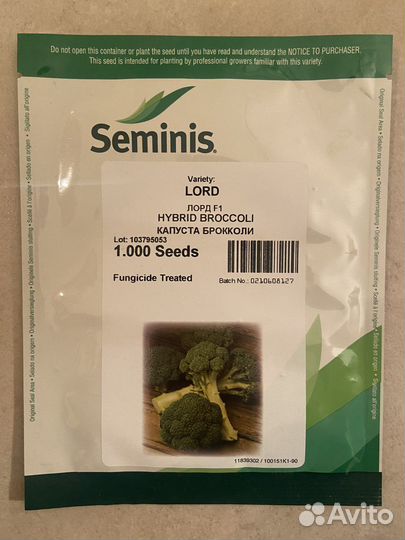 Do not open this container or plant the seed until you have read and understand the NOTICE TO PURCHASER.
This seed is intended for planting by professional growers familiar with this variety.
Seminis®
Variety:
LORD
ЛОРД F1
HYBRID BROCCOLI
КАПУСТА БРОККОЛИ
Lot: 103795053
1.000 Seeds
Fungicide Treated
Batch No.: 0210608127
11839302 / 100151K1-90
Avito